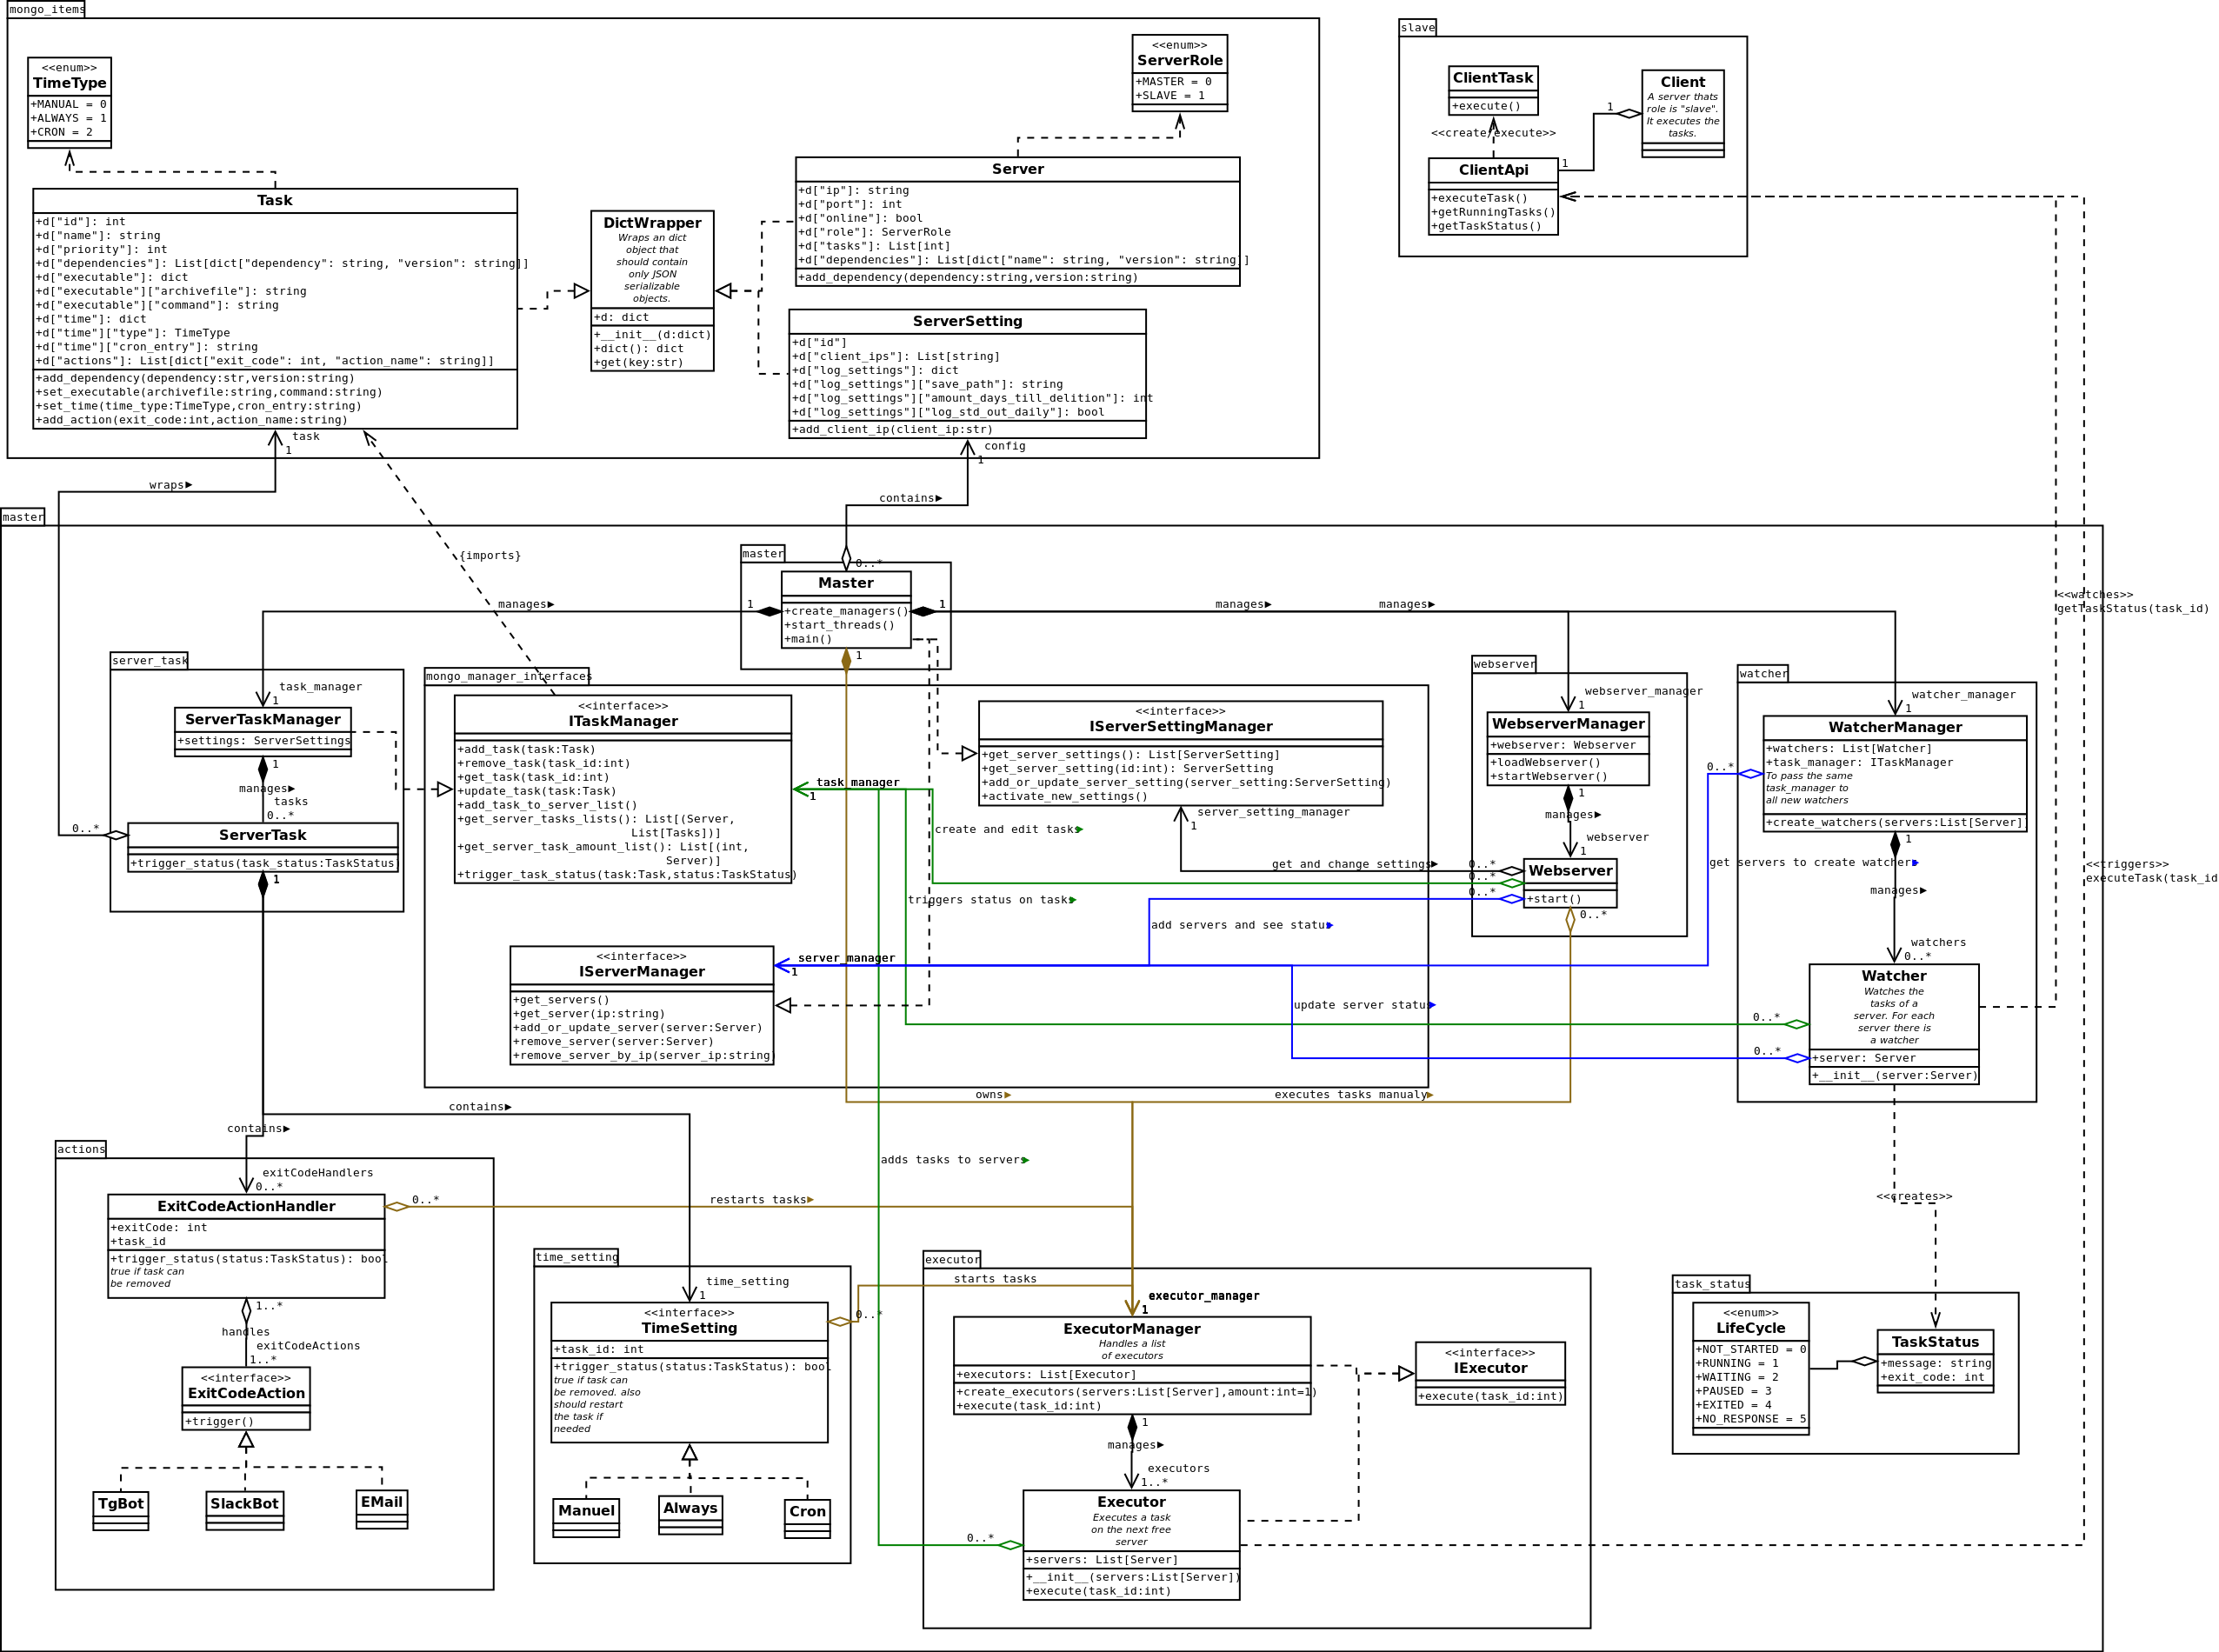 mongo_items
<<enum>>
TimeType
+MANUAL = 0
+ALWAYS = 1
+CRON = 2
Task
+d["id"]: int
+d["name"]: string
+d["priority"]: int
+d["dependencies"]: List[dict["dependency": string, "version": string]]
+d["executable"]: dict
+d["executable"]["archivefile"]: string
+d["executable"]["command"]: string
+d["time"]: dict
+d["time"]["type"]: TimeType
+d["time"]["cron_entry"]: string
+d["actions"]: List[dict["exit_code": int, "action_name": string]]
+add_dependency(dependency:str,version:string)
+set_executable(archivefile:string,command:string)
+set_time(time_type:TimeType,cron_entry:string)
+add_action(exit_code:int,action_name:string)
DictWrapper
Wraps an dict
object that
should contain
only JSON
serializable
objects.
+d: dict
+__init__(d:dict)
+dict(): dict
+get(key:str)
<<enum>>
ServerRole
+MASTER = 0
+SLAVE = 1
Server
+d["ip"]: string
+d["port"]: int
+d["online"]: bool
+d["role"]: ServerRole
+d["tasks"]: List[int]
+d["dependencies"]: List[dict["name": string, "version": string]]
+add_dependency(dependency:string,version:string)
ServerSetting
+d["id"]
+d["client_ips"]: List[string]
+d["log_settings"]: dict
+d["log_settings"]["save_path"]: string
+d["log_settings"]["amount_days_till_delition"]: int
+d["log_settings"]["log_std_out_daily"]: bool
+add_client_ip(client_ip:str)
slave
ClientTask
+execute()
Client
A server thats
role is "slave".
It executes the
tasks.
1
<<create/execute>>
1
ClientApi
+executeTask()
+getRunningTasks()
+getTaskStatus()
task
1
config
1
wraps
contains
{imports}
master
master
0..*
Master
+create_managers()
+start_threads()
+main()
1
1
1
manages
manages
manages
<<watches>>
getTaskStatus(task_id)
<<triggers>>
executeTask(task_id
server_task
task_manager
1
ServerTaskManager
+settings: ServerSettings
1
manages
tasks
0..*
0..*
ServerTask
+trigger_status(task_status:TaskStatus)
1
mongo_manager_interfaces
<<interface>>
ITaskManager
+add_task(task:Task)
+remove_task(task_id:int)
+get_task(task_id:int)
+update_task(task:Task)
+add_task_to_server_list()
+get_server_tasks_lists(): List[(Server,
List[Tasks])]
+get_server_task_amount_list(): List[(int,
Server)]
+trigger_task_status(task:Task,status:TaskStatus)
<<interface>>
IServerSettingManager
+get_server_settings(): List[ServerSetting]
+get_server_setting(id:int): ServerSetting
+add_or_update_server_setting(server_setting:ServerSetting)
+activate_new_settings()
task_manager
1
server_setting_manager
1
create and edit tasks
get and change settings
triggers status on tasks
add servers and see status
<<interface>>
IServerManager
+get_servers()
+get_server(ip:string)
+add_or_update_server(server:Server)
+remove_server(server:Server)
+remove_server_by_ip(server_ip:string)
server_manager
1
update server status
webserver
webserver_manager
1
WebserverManager
+webserver: Webserver
+loadWebserver()
+startWebserver()
1
manages
webserver
1
0..*
0..*
0..*
Webserver
+start()
0..*
watcher
watcher_manager
1
WatcherManager
+watchers: List[Watcher]
+task_manager: ITaskManager
To pass the same
task_manager to
all new watchers
+create_watchers(servers:List[Server])
0..*
1
get servers to create watchers
manages
watchers
0..*
Watcher
Watches the
tasks of a
server. For each
server there is
a watcher
+server: Server
+__init__(server:Server)
0..*
0..*
owns
executes tasks manualy
contains
contains
adds tasks to servers
<<creates>>
actions
exitCodeHandlers
0..*
ExitCodeActionHandler
+exitCode: int
+task_id
+trigger_status(status:TaskStatus): bool
true if task can
be removed
0..*
restarts tasks
1..*
handles
exitCodeActions
1..*
<<interface>>
ExitCodeAction
+trigger()
TgBot
SlackBot
EMail
time_setting
time_setting
1
<<interface>>
TimeSetting
+task_id: int
+trigger_status(status:TaskStatus): bool
true if task can
be removed. also
should restart
the task if
needed
0..*
Manuel
Always
Cron
executor
starts tasks
executor_manager
1
ExecutorManager
Handles a list
of executors
+executors: List[Executor]
+create_executors(servers:List[Server],amount:int=1)
+execute(task_id:int)
<<interface>>
IExecutor
+execute(task_id:int)
1
manages
executors
1..*
Executor
Executes a task
on the next free
server
+servers: List[Server]
+__init__(servers:List[Server])
+execute(task_id:int)
0..*
task_status
<<enum>>
LifeCycle
+NOT_STARTED = 0
+RUNNING = 1
+WAITING = 2
+PAUSED = 3
+EXITED = 4
+NO_RESPONSE = 5
TaskStatus
+message: string
+exit_code: int